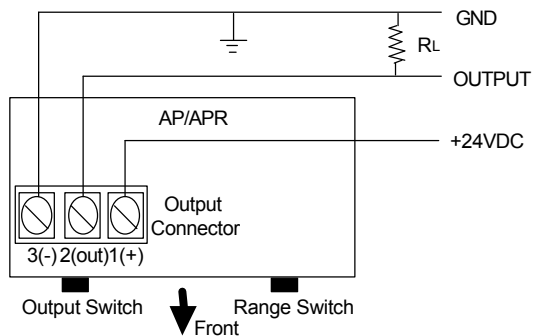 GND
RL
OUTPUT
AP/APR
+24VDC
Output
Connector
3(-) 2(out) 1(+)
Output Switch
Range Switch
Front